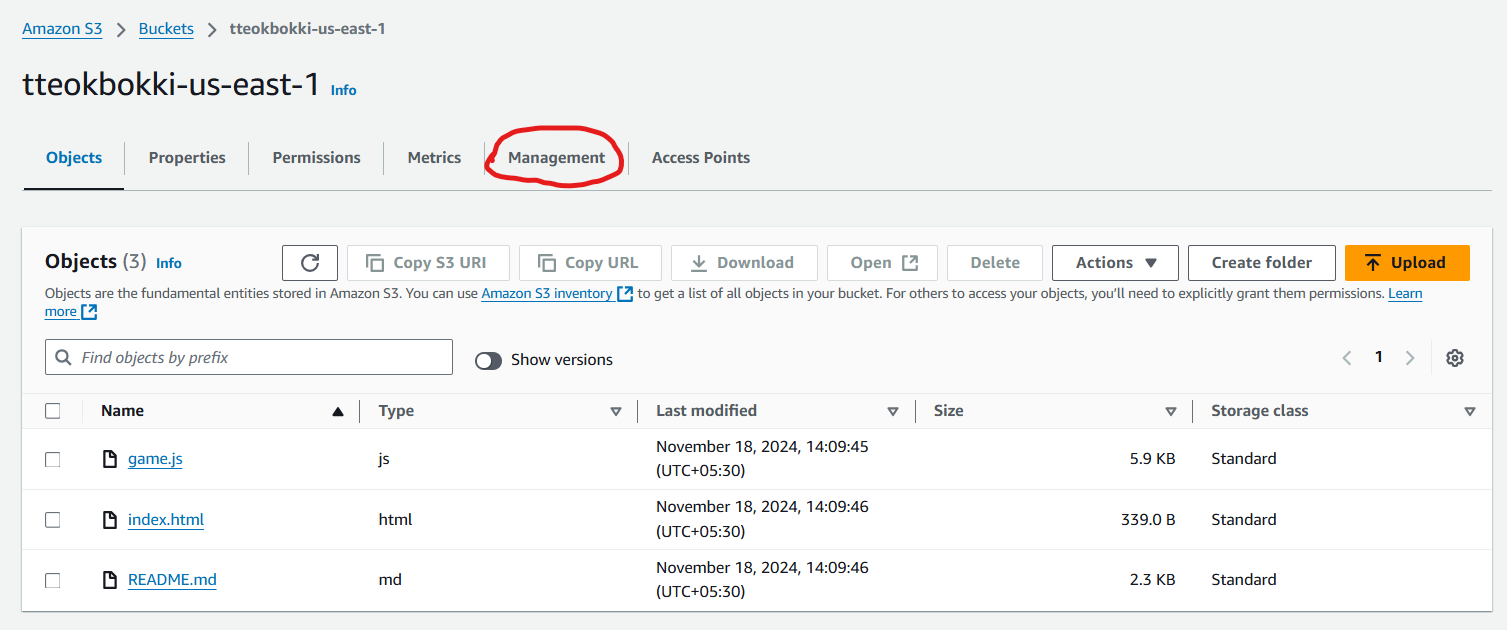 Amazon S3 > Buckets > tteokbokki-us-east-1
tteokbokki-us-east-1 Info
Objects Properties Permissions Metrics Management Access Points
Objects (3) Info Copy S3 URI Copy URL Download Open Delete Actions Create folder Upload
Objects are the fundamental entities stored in Amazon S3. You can use Amazon S3 inventory to get a list of all objects in your bucket. For others to access your objects, you’ll need to explicitly grant them permissions. Learn
more
Find objects by prefix Show versions 1
Name Type Last modified Size Storage class
game.js js November 18, 2024, 14:09:45 5.9 KB Standard
(UTC+05:30)
index.html html November 18, 2024, 14:09:46 339.0 B Standard
(UTC+05:30)
README.md md November 18, 2024, 14:09:46 2.3 KB Standard
(UTC+05:30)